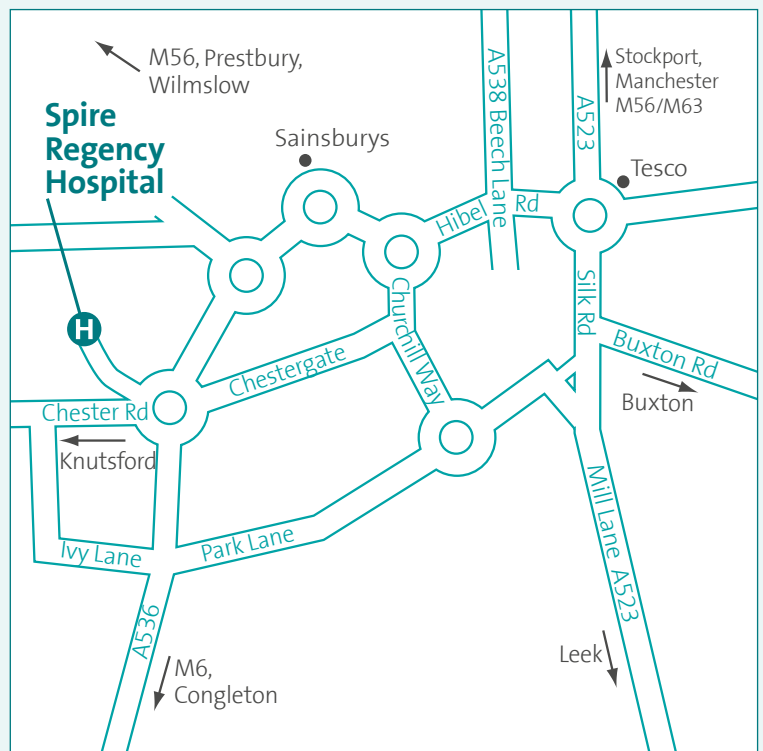 M56, Prestbury,
Wilmslow
Spire
Regency
Hospital
Sainsburys
A538 Beech Lane
A523
Stockport,
Manchester
M56/M63
Tesco
Hibel Rd
H
Churchill Way
Silk Rd
Buxton Rd
Buxton
Chestergate
Chester Rd
Knutsford
Ivy Lane
Park Lane
Mill Lane A523
A536
M6,
Congleton
Leek